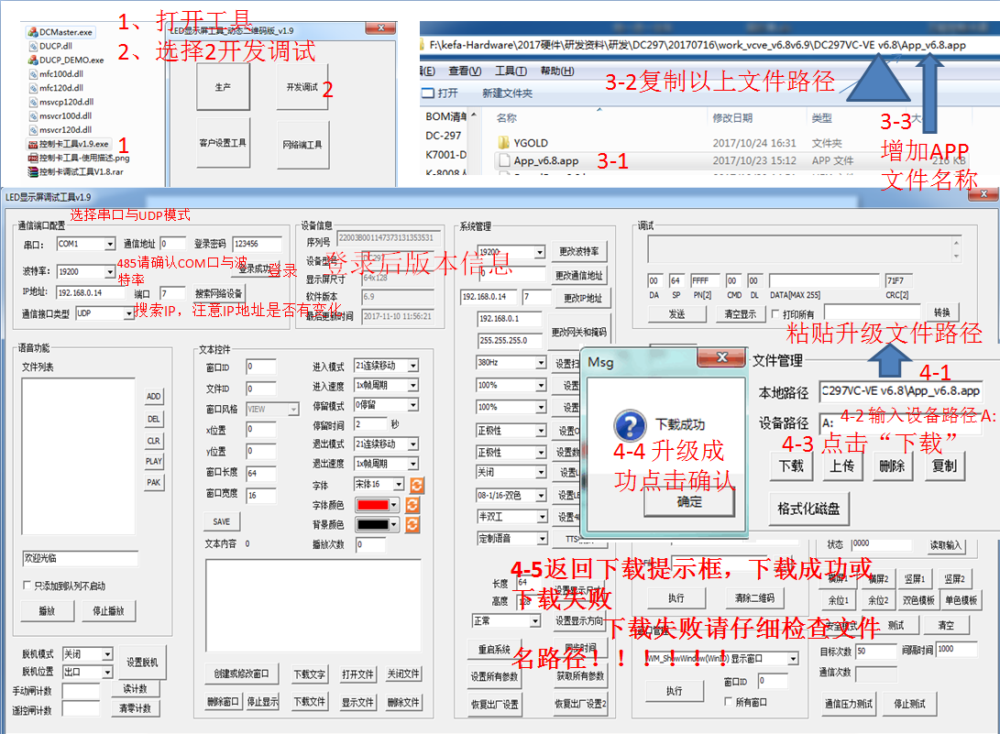 1、打开工具
2、选择2开发调试
DCMaster.exe
DUCP.dll
DUCP_DEMO.exe
mfc100d.dll
mfc120d.dll
msvcp120d.dll
msvcr100d.dll
msvcr120d.dll
控制卡工具v1.9.exe
1
控制卡工具-使用描述.png
控制卡调试工具V1.8.rar
LED显示屏工具_动态二维码版_v1.9
生产
开发调试
2
客户设置工具
网络端工具
F:\kefa-Hardware\2017硬件\研发资料\研发\DC297\20170716\work_vcve_v6.8v6.9\DC297VC-VE v6.8\App_v6.8.app
查看(V) 工具(T) 帮助(H)
3-2复制以上文件路径
打开 新建文件夹
3-3
增加APP
文件名称
BOM清单
DC-297
K7001-D
K-8008
名称 修改日期 类型 大
YGOLD 2017/10/24 16:31 文件夹
App_v6.8.app 3-1 2017/10/23 15:12 APP 文件 216 KB
LED显示屏调试工具v1.9
选择串口与UDP模式
通信端口配置
串口: COM1 通信地址 0 登录密码 123456
波特率: 19200 485请确认COM口与波特率 登录成功 登录
IP地址: 192.168.0.14 端口 7 搜索网络设备
通信接口类型 UDP 搜索IP，注意IP地址是否有变化
设备信息
序列号 22003B001147373131353531
设备型号 DC297
登录后版本信息
显示屏尺寸 64x128
软件版本 6.9
最后更新时间 2017-11-10 11:56:21
系统管理
19200 更改波特率
0 更改通信地址
192.168.0.14 7 更改IP地址
192.168.0.1
255.255.255.0 更改网关和掩码
380Hz
100%
100%
正极性
正极性
关闭
08-1/16-双色
半双工
定制语音
长度 64 设置显示尺寸
高度 128
正常 设置显示方向
重启系统 同步时间
设置所有参数 获取所有参数
恢复出厂设置 恢复出厂设置2
调试
00 64 FFFF 00 00 71F7
DA SP PN[2] CMD DL DATA[MAX 255] CRC[2]
发送 清空显示 打印所有 转换
粘贴升级文件路径
文件管理
4-1
本地路径 C297VC-VE v6.8\App_v6.8.app
4-2 输入设备路径 A:
设备路径 A:
4-3 点击“下载”
下载 上传 删除 复制
格式化磁盘
Msg
下载成功
4-4 升级成
功点击确认
确定
4-5返回下载提示框，下载成功或
下载失败
下载失败请仔细检查文件
名路径！！！！！！
语音功能
文件列表
ADD
DEL
CLR
PLAY
PAK
欢迎光临
只添加到队列不启动
播放 停止播放
脱机模式 关闭
脱机位置 出口
设置脱机
手动闸计数 读计数
遥控闸计数 清零计数
文本控件
窗口ID 0 进入模式 21连续移动
文件ID 0 进入速度 1x帧周期
窗口风格 VIEW 停留模式 0停留
x位置 0 停留时间 2 秒
y位置 0 退出模式 21连续移动
窗口长度 64 退出速度 1x帧周期
窗口宽度 16 字体 宋体16
字体颜色
SAVE 背景颜色
文本内容 0 播放次数 0
创建或修改窗口 下载文字 打开文件 关闭文件
删除窗口 停止显示 下载文件 显示文件 删除文件
执行 清除二维码
WM_ShowWindow(WinID) 显示窗口
执行 窗口ID 0
所有窗口
状态 0000 读取输入
横屏1 横屏2 竖屏1 竖屏2
余位1 余位2 双色模板 单色模板
安全模式 测试 清空
目标次数 50 间隔时间 1000
通信次数
通信压力测试 停止测试